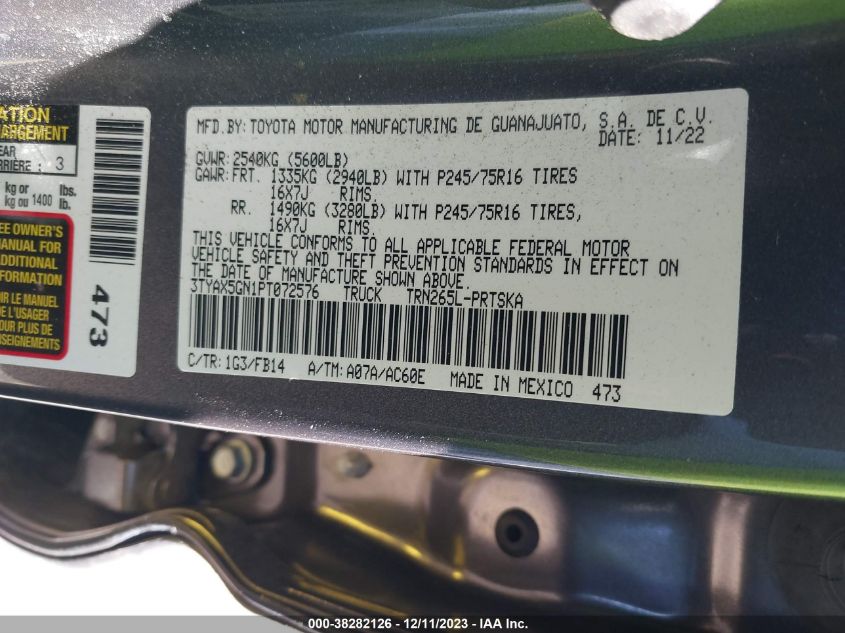 ATION
ARGEMENT
EAR
RRIÈRE: 3
kg or lbs.
kg ou 1400 lb.
EE OWNER'S
MANUAL FOR
ADDITIONAL
FORMATION
IR LE MANUEL
E L'USAGER
OUR PLUS DE
SEIGNEMENTS
473
MFD.BY: TOYOTA MOTOR MANUFACTURING DE GUANAJUATO, S.A. DE C.V.
DATE: 11/22
GVWR: 2540KG (5600LB)
GAWR: FRT. 1335KG (2940LB) WITH P245/75R16 TIRES
16X7J RIMS.
RR. 1490KG (3280LB) WITH P245/75R16 TIRES,
16X7J RIMS.
THIS VEHICLE CONFORMS TO ALL APPLICABLE FEDERAL MOTOR
VEHICLE SAFETY AND THEFT PREVENTION STANDARDS IN EFFECT ON
THE DATE OF MANUFACTURE SHOWN ABOVE.
3TYAX5GN1PT072576 TRUCK TRN265L-PRTSKA
C/TR: 1G3/FB14 A/TM: A07A/AC60E MADE IN MEXICO 473
000-38282126 - 12/11/2023 - IAA Inc.